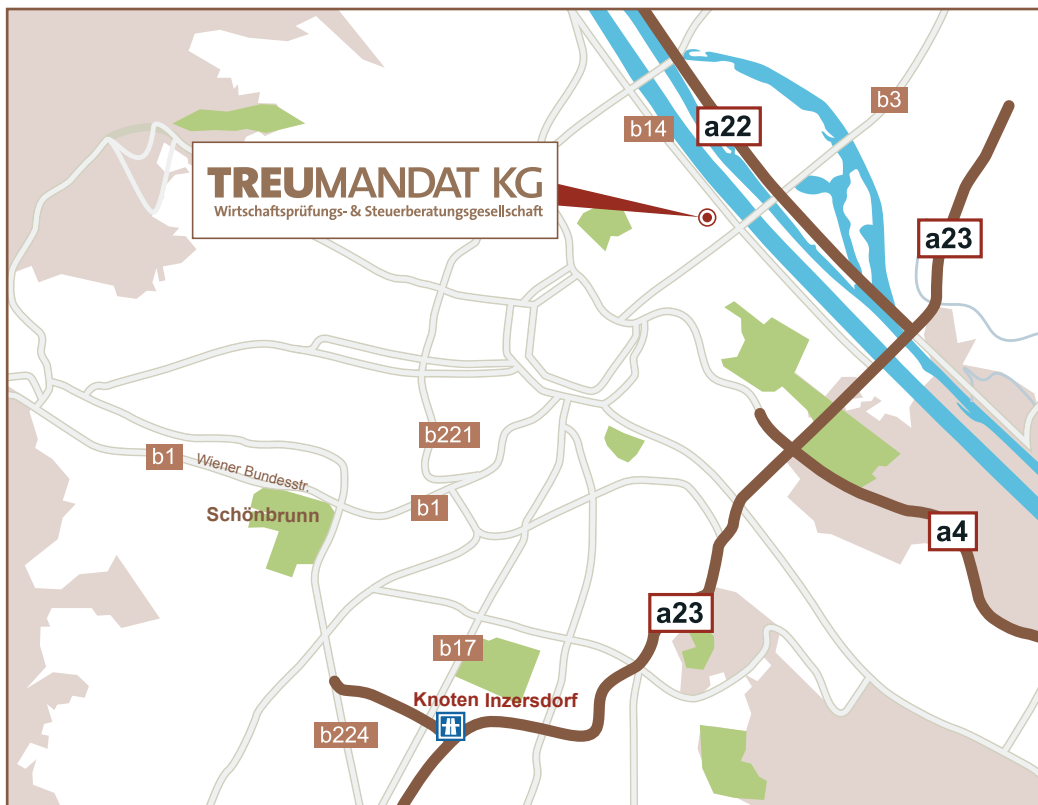 b3
a22
b14
TREUMANDAT KG
Wirtschaftsprüfungs- & Steuerberatungsgesellschaft
a23
b221
b1
Wiener Bundesstr.
b1
Schönbrunn
a4
a23
b17
Knoten Inzersdorf
b224